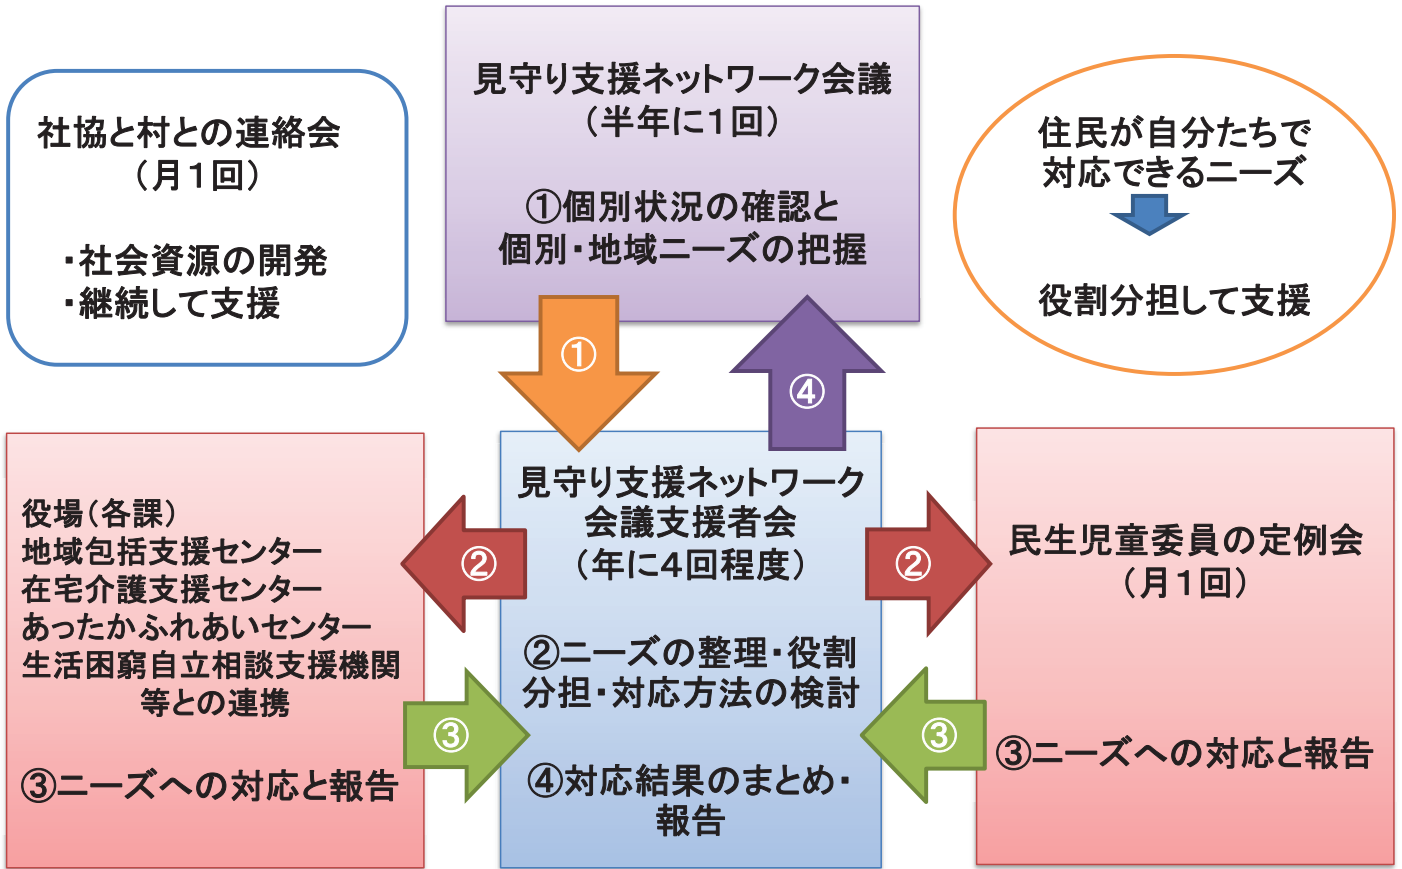 社協と村との連絡会
（月１回）
・社会資源の開発
・継続して支援
見守り支援ネットワーク会議
（半年に１回）
①個別状況の確認と
個別・地域ニーズの把握
住民が自分たちで
対応できるニーズ
役割分担して支援
①
④
役場（各課）
地域包括支援センター
在宅介護支援センター
あったかふれあいセンター
生活困窮自立相談支援機関
等との連携
③ニーズへの対応と報告
②
③
見守り支援ネットワーク
会議支援者会
（年に４回程度）
②ニーズの整理・役割
分担・対応方法の検討
④対応結果のまとめ・
報告
②
③
民生児童委員の定例会
（月１回）
③ニーズへの対応と報告